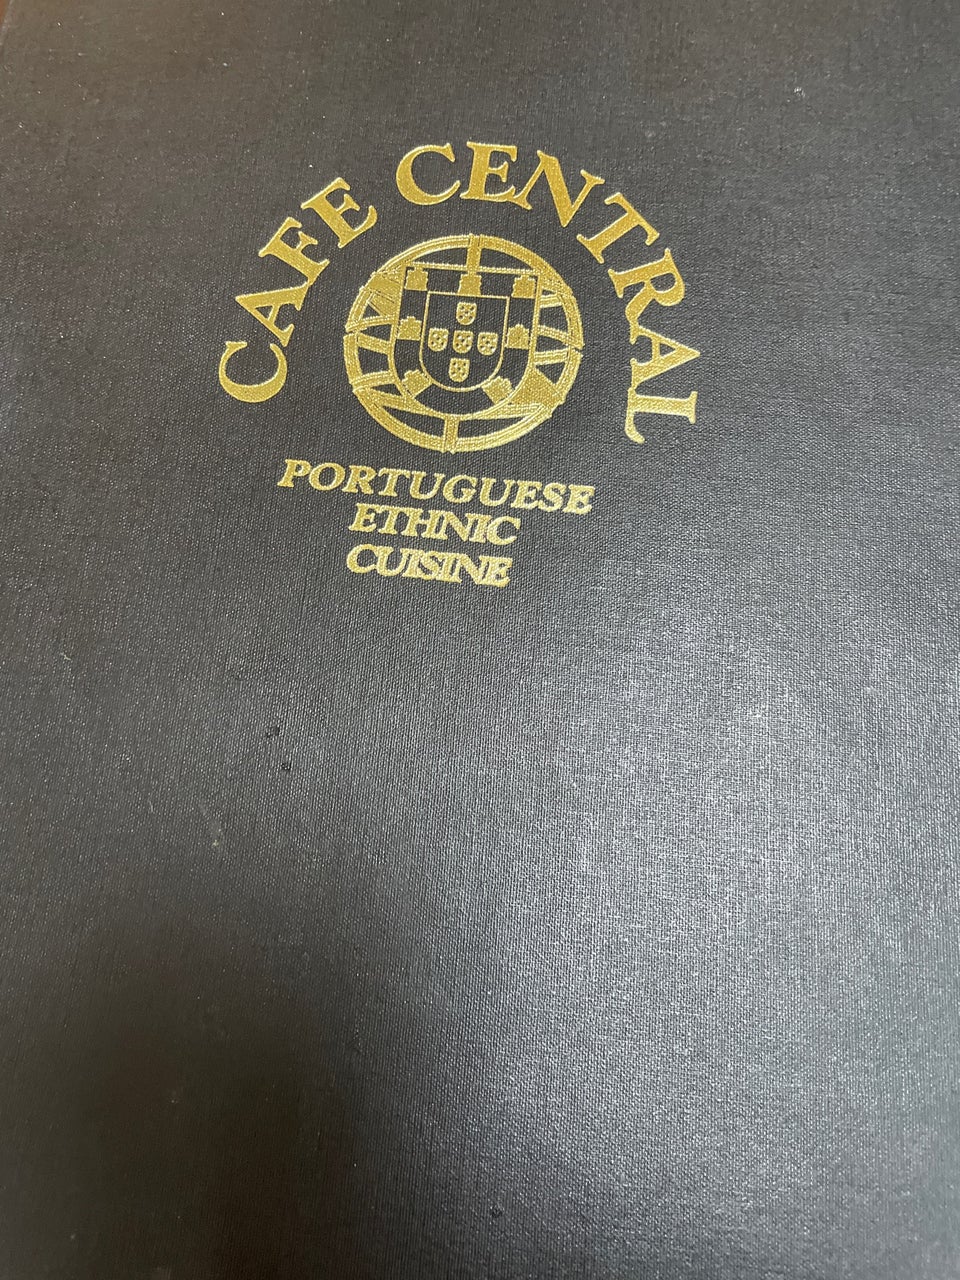 CAFE CENTRAL
PORTUGUESE
ETHNIC
CUISINE